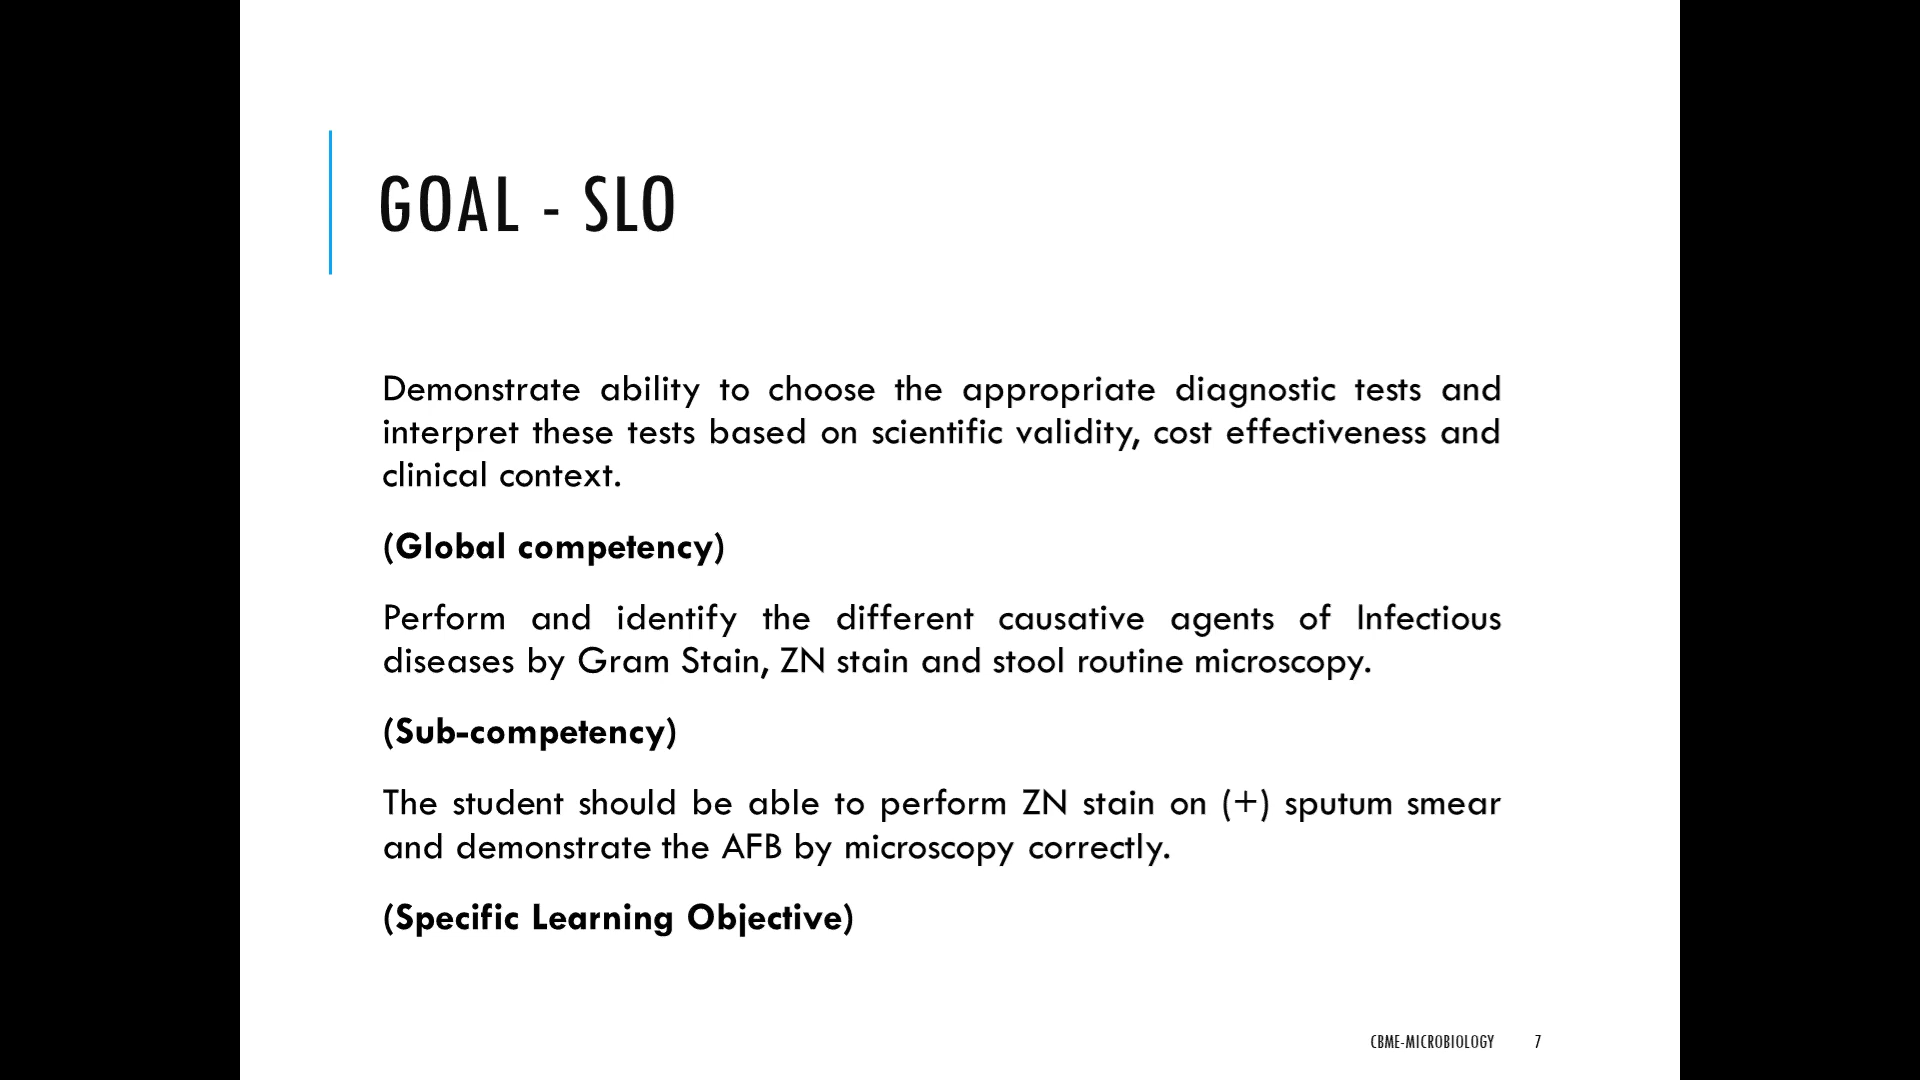 GOAL - SLO
Demonstrate ability to choose the appropriate diagnostic tests and
interpret these tests based on scientific validity, cost effectiveness and
clinical context.
(Global competency)
Perform and identify the different causative agents of Infectious
diseases by Gram Stain, ZN stain and stool routine microscopy.
(Sub-competency)
The student should be able to perform ZN stain on (+) sputum smear
and demonstrate the AFB by microscopy correctly.
(Specific Learning Objective)
CBME-MICROBIOLOGY 7